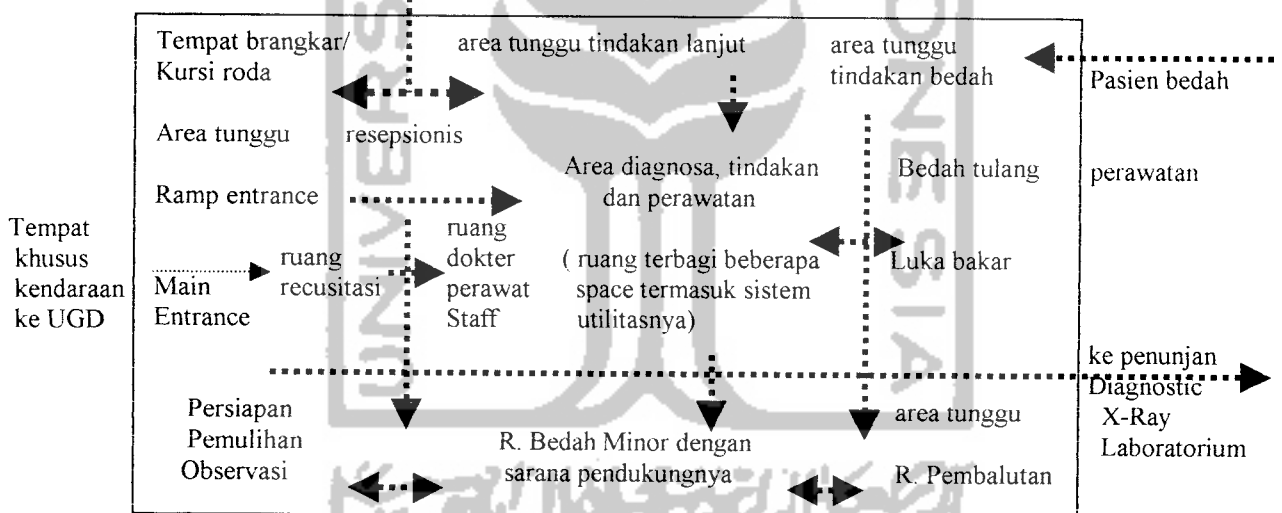 Tempat brangkar/
Kursi roda
area tunggu tindakan lanjut
area tunggu
tindakan bedah
Pasien bedah
Area tunggu
resepsionis
Area diagnosa, tindakan
dan perawatan
Bedah tulang
perawatan
Ramp entrance
Tempat
khusus
kendaraan
ke UGD
Main
Entrance
ruang
recusitasi
ruang
dokter
perawat
Staff
( ruang terbagi beberapa
space termasuk sistem
utilitasnya)
Luka bakar
ke penunjan
Diagnostic
X-Ray
Laboratorium
Persiapan
Pemulihan
Observasi
R. Bedah Minor dengan
sarana pendukungnya
area tunggu
R. Pembalutan
UNIVERS
ONESIA